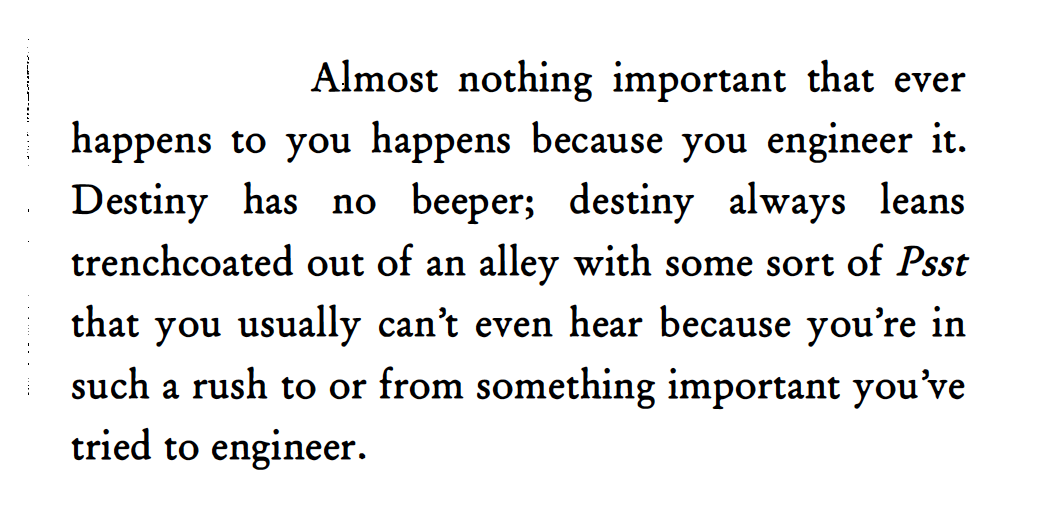 Almost nothing important that ever
happens to you happens because you engineer it.
Destiny has no beeper; destiny always leans
trenchcoated out of an alley with some sort of Psst
that you usually can’t even hear because you’re in
such a rush to or from something important you’ve
tried to engineer.